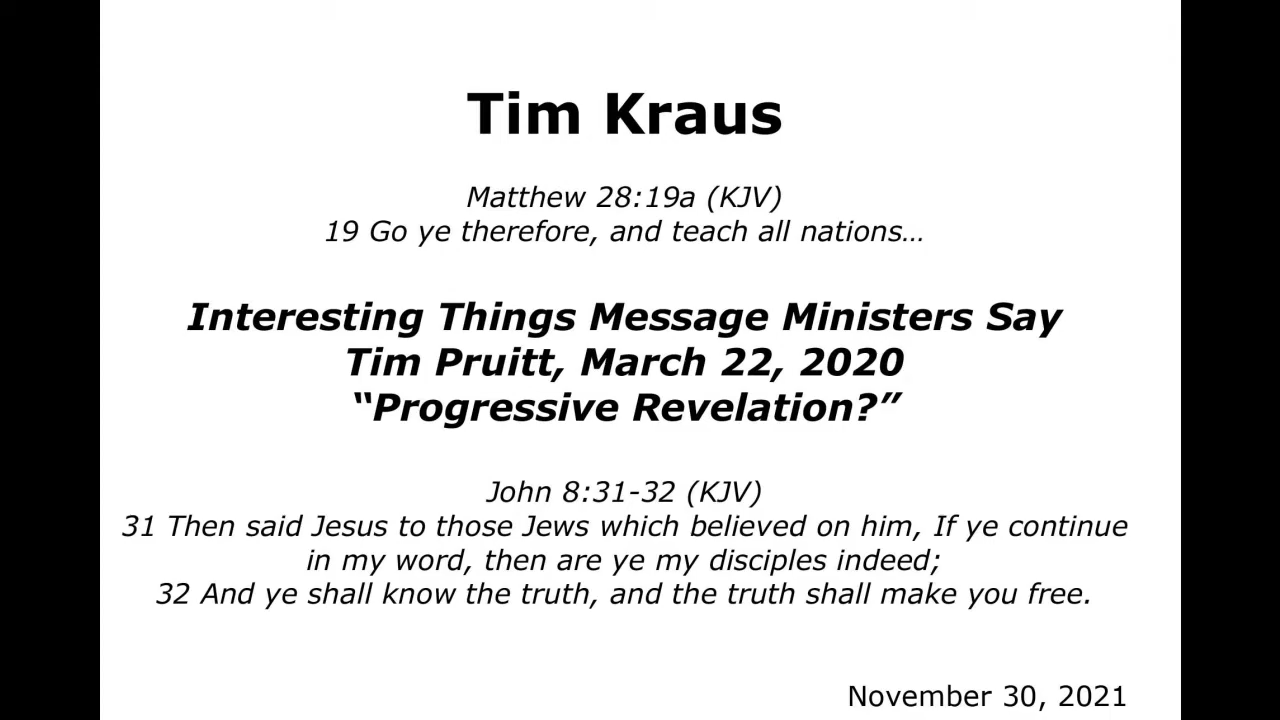 Tim Kraus
Matthew 28:19a (KJV)
19 Go ye therefore, and teach all nations…
Interesting Things Message Ministers Say
Tim Pruitt, March 22, 2020
“Progressive Revelation?”
John 8:31-32 (KJV)
31 Then said Jesus to those Jews which believed on him, If ye continue
in my word, then are ye my disciples indeed;
32 And ye shall know the truth, and the truth shall make you free.
November 30, 2021